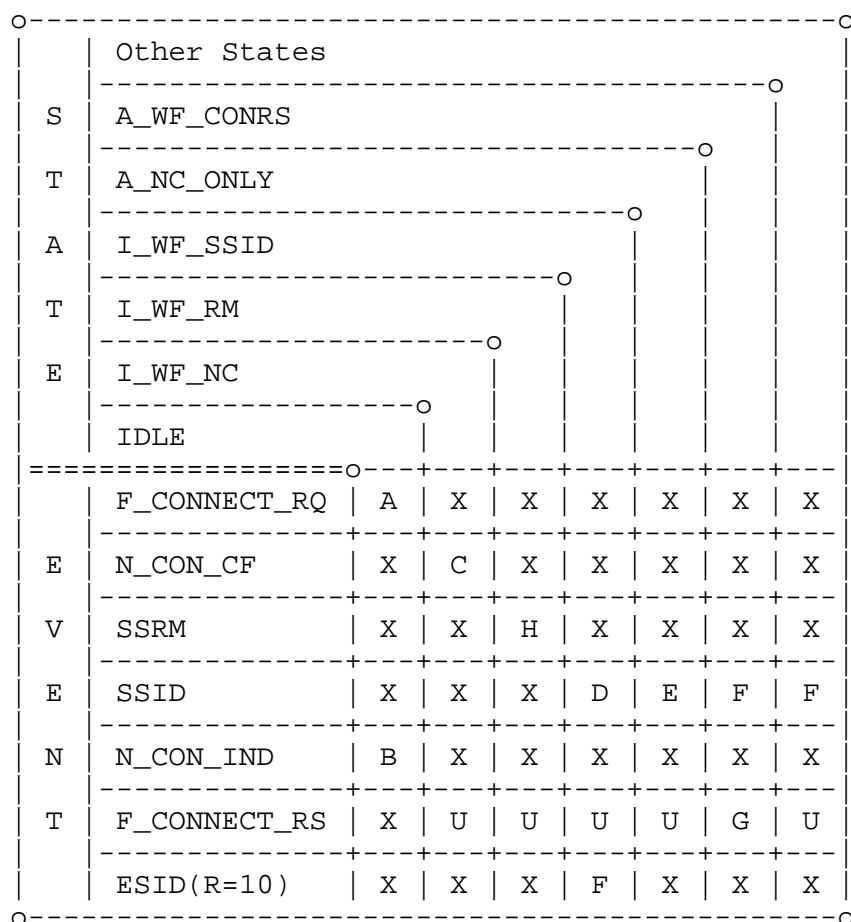 o----------------------------------------------o
|   | Other States
|   |--------------------------------------o
| S | A_WF_CONRS                           |
|   |----------------------------------o   |
| T | A_NC_ONLY                        |   |
|   |------------------------------o   |   |
| A | I_WF_SSID                    |   |   |
|   |--------------------------o   |   |   |
| T | I_WF_RM                  |   |   |   |
|   |----------------------o   |   |   |   |
| E | I_WF_NC              |   |   |   |   |
|   |------------------o   |   |   |   |   |
|   | IDLE             |   |   |   |   |   |
|==================o---+---+---+---+---+---+---|
|   | F_CONNECT_RQ | A | X | X | X | X | X | X |
|   |--------------+---+---+---+---+---+---+---|
| E | N_CON_CF     | X | C | X | X | X | X | X |
|   |--------------+---+---+---+---+---+---+---|
| V | SSRM         | X | X | H | X | X | X | X |
|   |--------------+---+---+---+---+---+---+---|
| E | SSID         | X | X | X | D | E | F | F |
|   |--------------+---+---+---+---+---+---+---|
| N | N_CON_IND    | B | X | X | X | X | X | X |
|   |--------------+---+---+---+---+---+---+---|
| T | F_CONNECT_RS | X | U | U | U | U | G | U |
|   |--------------+---+---+---+---+---+---+---|
|   | ESID(R=10)   | X | X | X | F | X | X | X |
o----------------------------------------------o